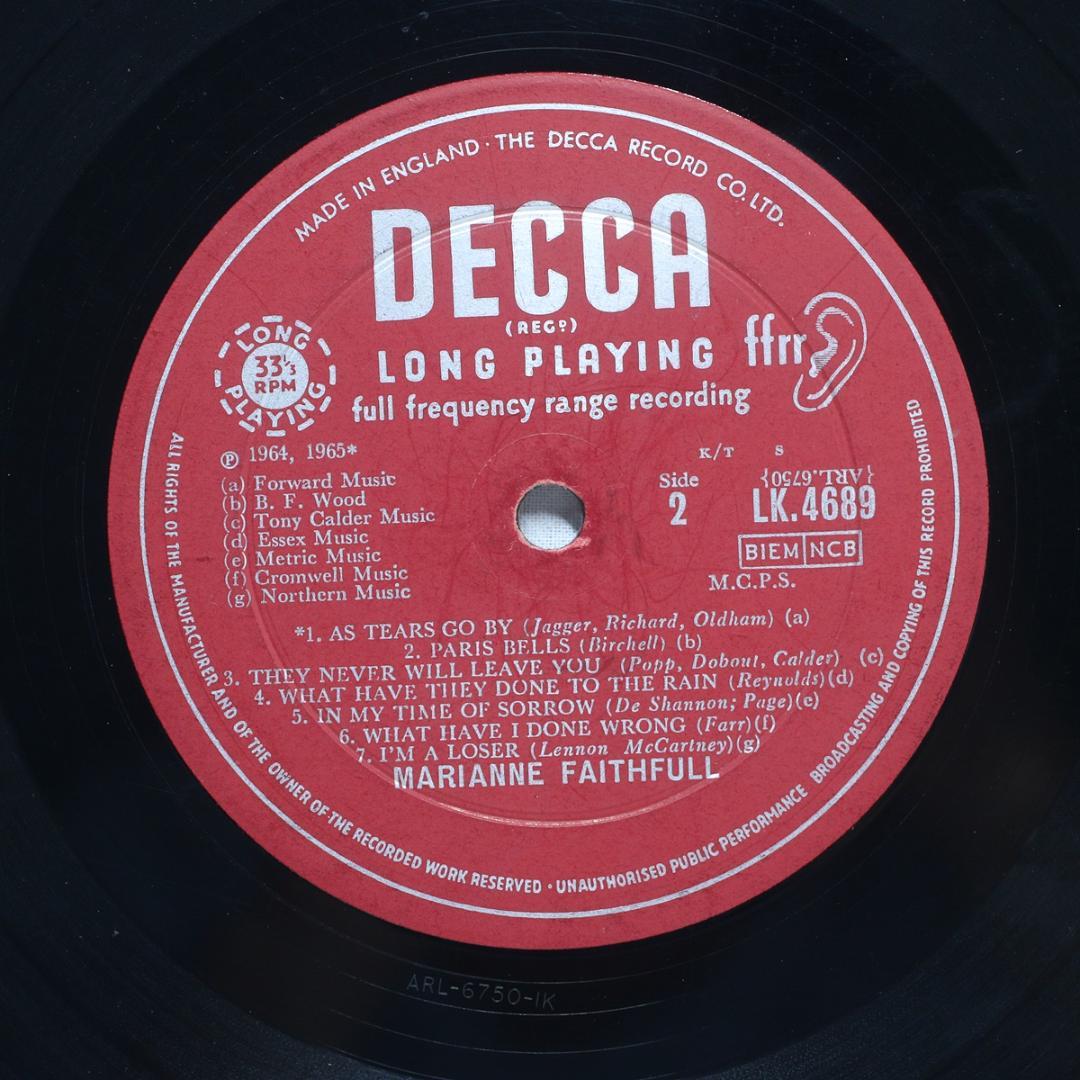 MADE IN ENGLAND · THE DECCA RECORD CO. LTD.
DECCA
(REGD)
LONG PLAYING
ffrr
full frequency range recording
LONG
33⅓
RPM
PLAYING
Ⓟ 1964, 1965*
(a) Forward Music
(b) B. F. Wood
(c) Tony Calder Music
(d) Essex Music
(e) Metric Music
(f) Cromwell Music
(g) Northern Music
K/T S
Side
2
{ARL.6750}
LK.4689
BIEM NCB
M.C.P.S.
*1. AS TEARS GO BY (Jagger, Richard, Oldham) (a)
2. PARIS BELLS (Birchell) (b)
3. THEY NEVER WILL LEAVE YOU (Popp, Dobout, Calder) (c)
4. WHAT HAVE THEY DONE TO THE RAIN (Reynolds)(d)
5. IN MY TIME OF SORROW (De Shannon; Page)(e)
6. WHAT HAVE I DONE WRONG (Farr)(f)
7. I'M A LOSER (Lennon McCartney)(g)
MARIANNE FAITHFULL
ALL RIGHTS OF THE MANUFACTURER AND OF THE OWNER OF THE RECORDED WORK RESERVED · UNAUTHORISED PUBLIC PERFORMANCE BROADCASTING AND COPYING OF THIS RECORD PROHIBITED
ARL-6750-1K